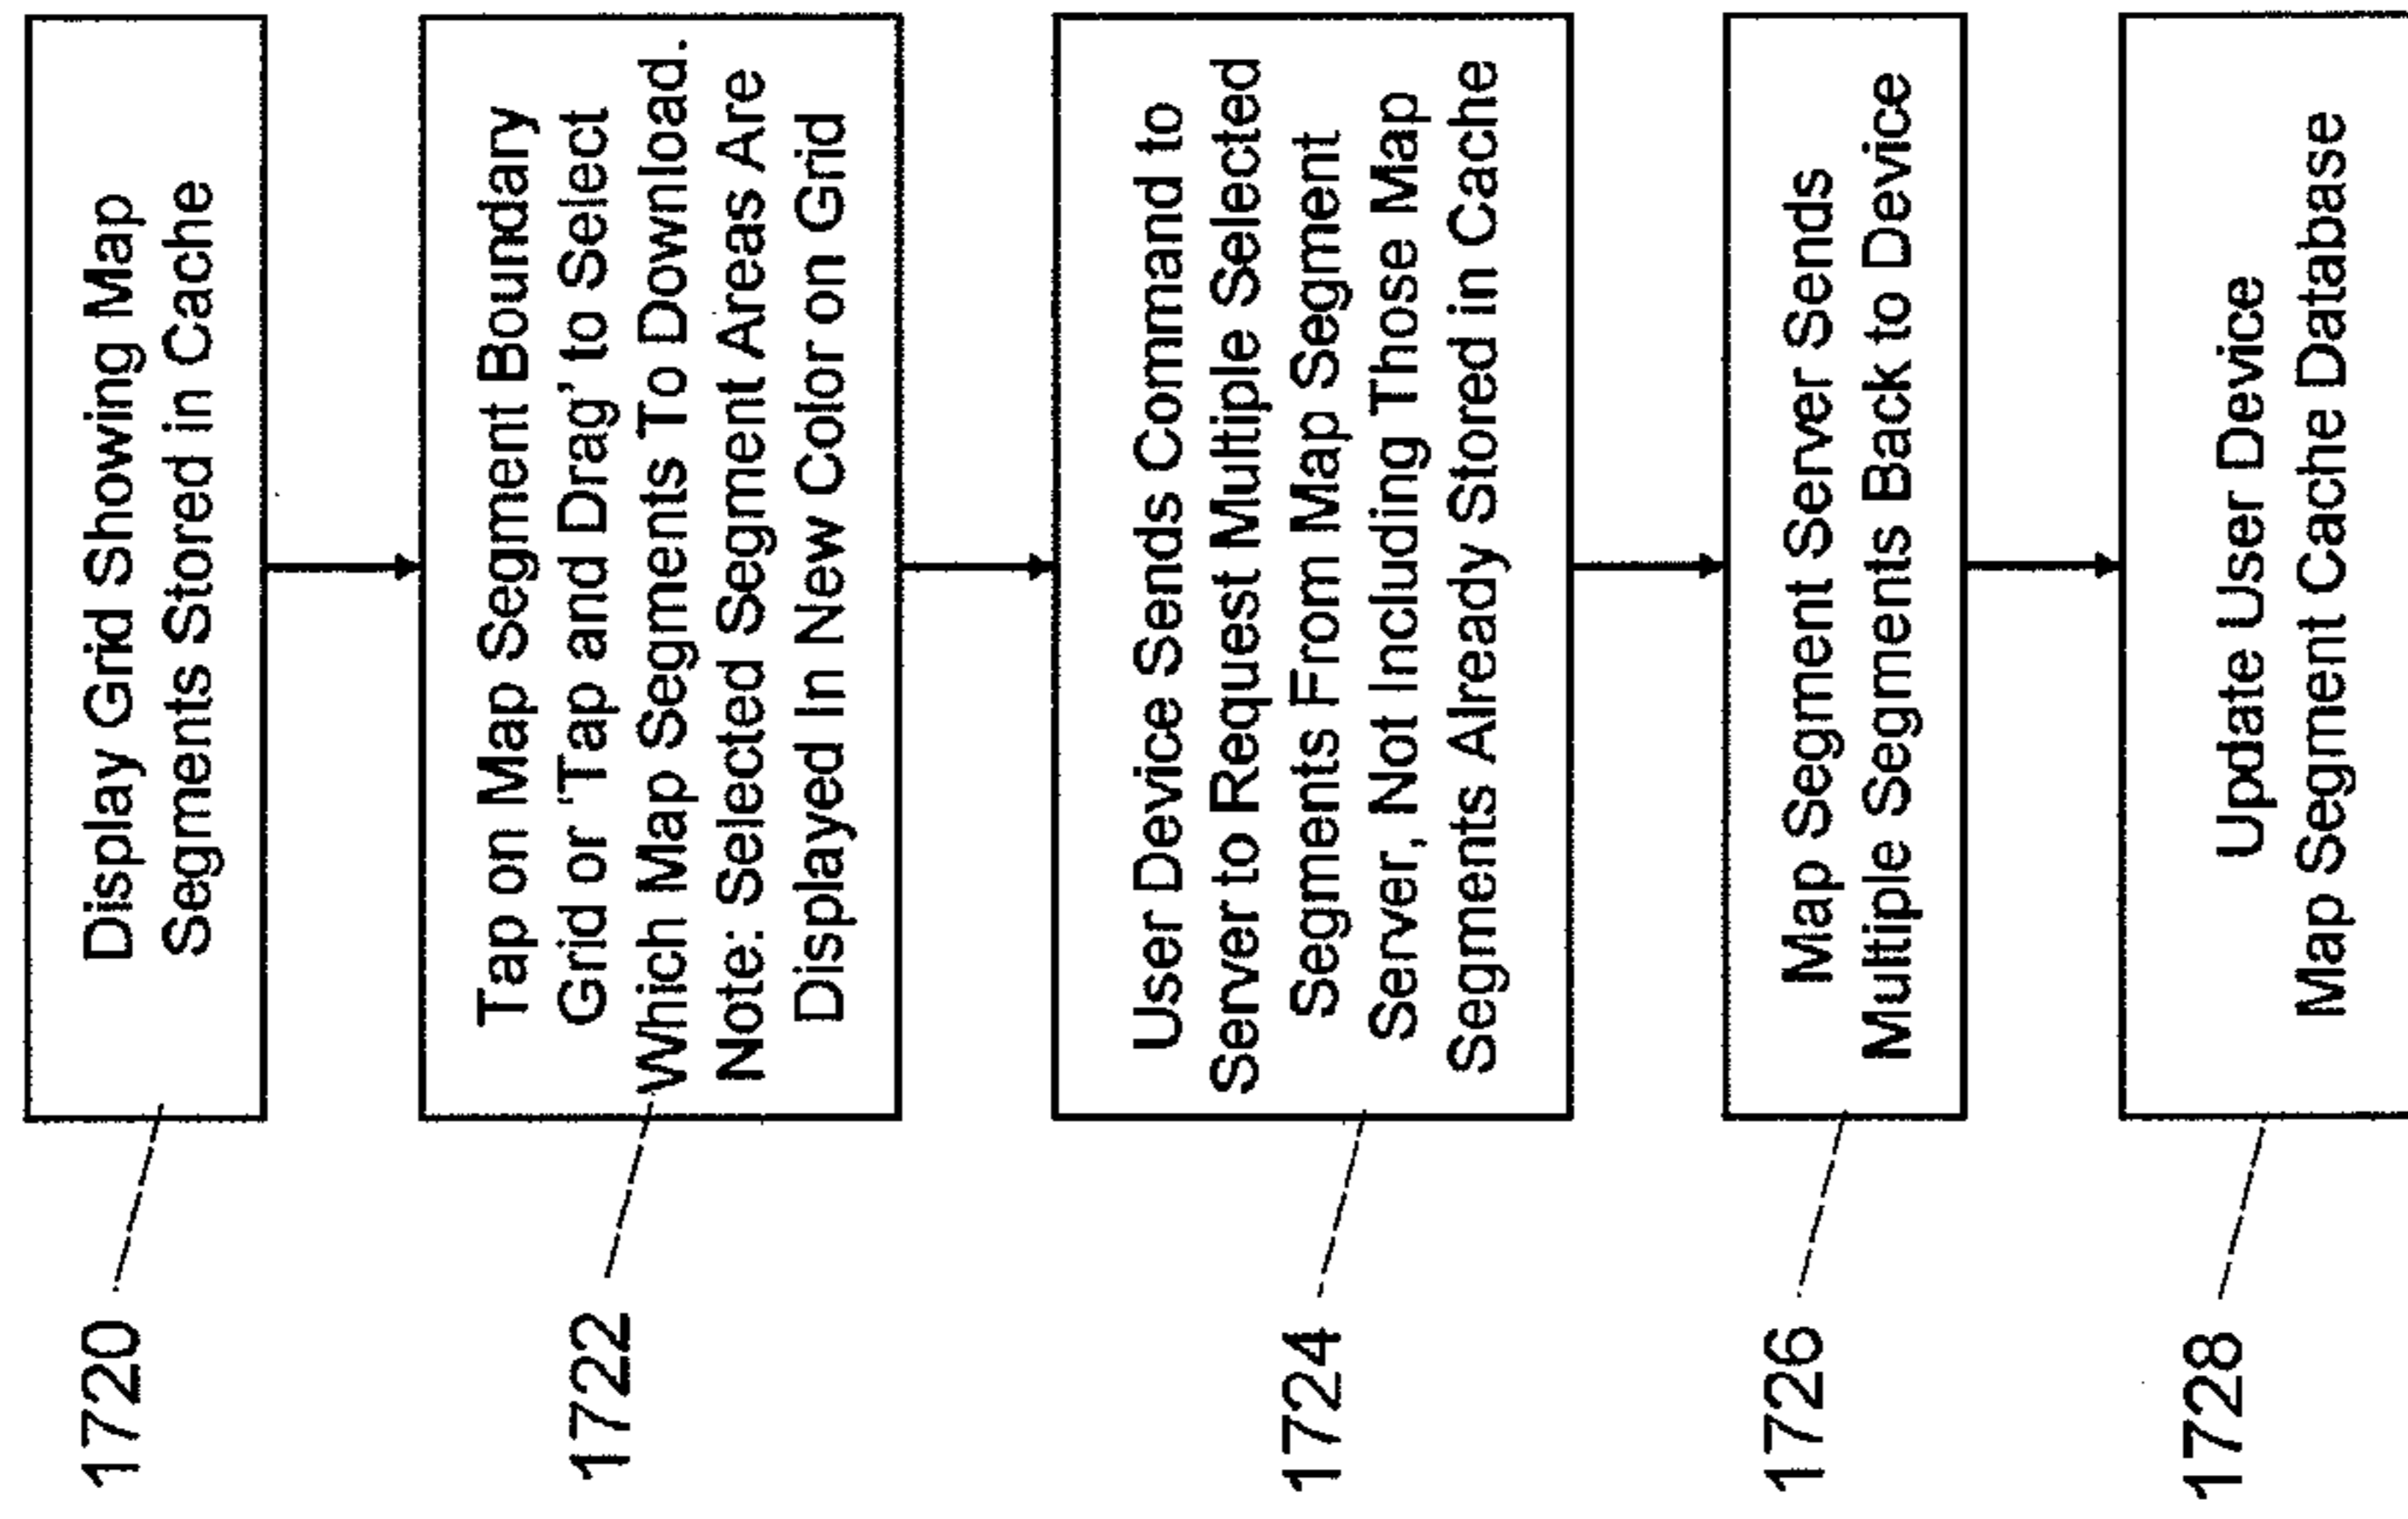 1720
Display Grid Showing Map
Segments Stored in Cache
1722
Tap on Map Segment Boundary
Grid or 'Tap and Drag' to Select
Which Map Segments To Download.
Note: Selected Segment Areas Are
Displayed In New Color on Grid
1724
User Device Sends Command to
Server to Request Multiple Selected
Segments From Map Segment
Server, Not Including Those Map
Segments Already Stored in Cache
1726
Map Segment Server Sends
Multiple Segments Back to Device
1728
Update User Device
Map Segment Cache Database